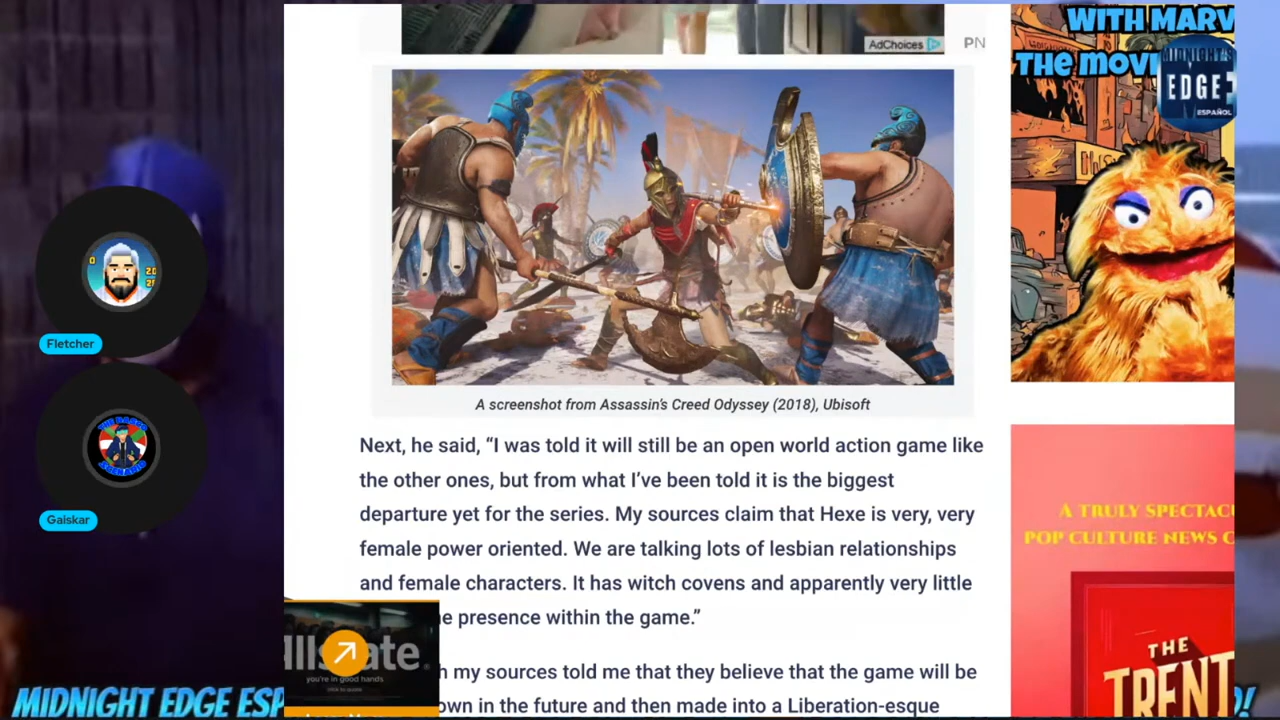 WITH MARV
THE MOVI
MIDNIGHT'S
EDGE
ESPAÑOL
AdChoices
PN
Fletcher
Gaiskar
A screenshot from Assassin's Creed Odyssey (2018), Ubisoft
Next, he said, “I was told it will still be an open world action game like
the other ones, but from what I’ve been told it is the biggest
departure yet for the series. My sources claim that Hexe is very, very
female power oriented. We are talking lots of lesbian relationships
and female characters. It has witch covens and apparently very little
e presence within the game.”
h my sources told me that they believe that the game will be
own in the future and then made into a Liberation-esque
llstate
you're in good hands
A TRULY SPECTAC
POP CULTURE NEWS C
THE
TRENT
MIDNIGHT EDGE ESP